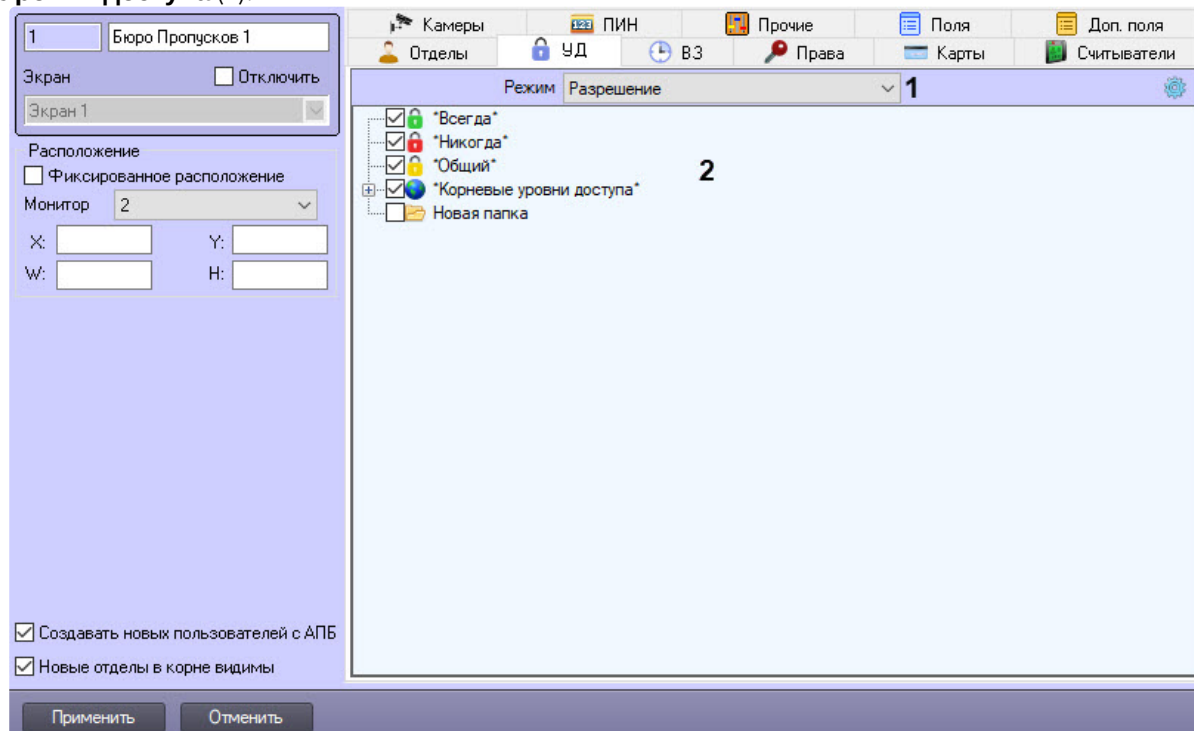 1 Бюро Пропусков 1
Экран Отключить
Экран 1
Расположение
Фиксированное расположение
Монитор 2
X: Y:
W: H:
Создавать новых пользователей с АПБ
Новые отделы в корне видимы
Применить Отменить
Камеры ПИН Прочие Поля Доп. поля
Отделы УД ВЗ Права Карты Считыватели
Режим Разрешение 1
*Всегда*
*Никогда*
*Общий*
*Корневые уровни доступа*
Новая папка
2